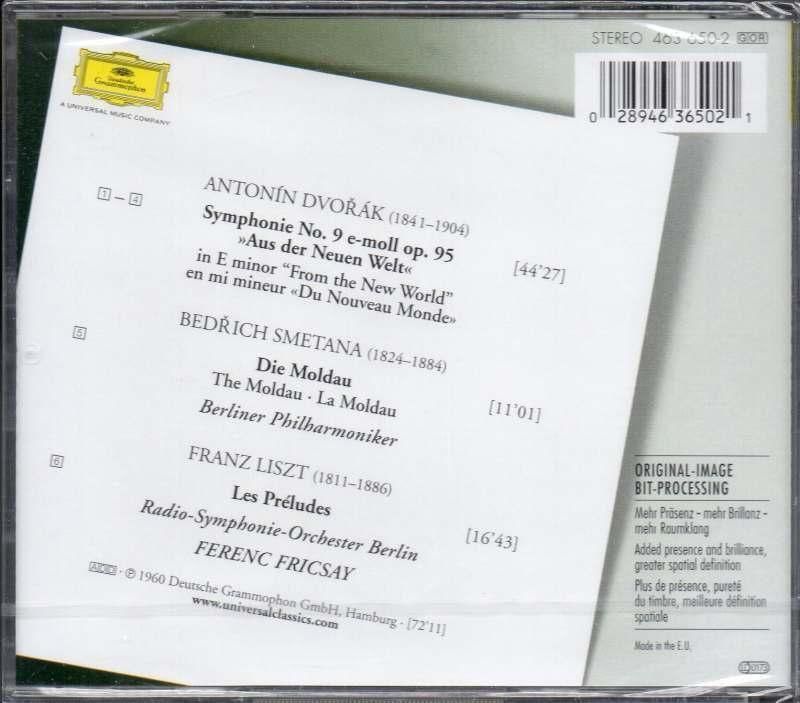 STEREO 463 650-2 GOR
0 28946 36502 1
Deutsche
Grammophon
A UNIVERSAL MUSIC COMPANY
1 – 4
ANTONÍN DVOŘÁK (1841–1904)
Symphonie No. 9 e-moll op. 95
»Aus der Neuen Welt«
in E minor “From the New World”
en mi mineur «Du Nouveau Monde»
[44’27]
5
BEDŘICH SMETANA (1824–1884)
Die Moldau
The Moldau · La Moldau
[11’01]
Berliner Philharmoniker
6
FRANZ LISZT (1811–1886)
Les Préludes
[16’43]
Radio-Symphonie-Orchester Berlin
FERENC FRICSAY
ADD · ℗ 1960 Deutsche Grammophon GmbH, Hamburg · [72’11]
www.universalclassics.com
ORIGINAL-IMAGE
BIT-PROCESSING
Mehr Präsenz – mehr Brillanz –
mehr Raumklang
Added presence and brilliance,
greater spatial definition
Plus de présence, pureté
du timbre, meilleure définition
spatiale
Made in the E.U.